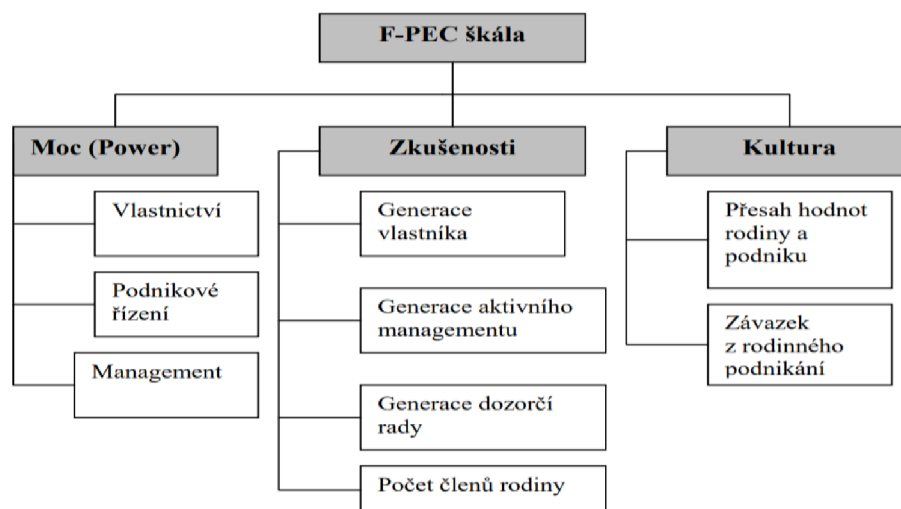 F-PEC škála
Moc (Power)
Vlastnictví
Podnikové
řízení
Management
Zkušenosti
Generace
vlastníka
Generace aktivního
managementu
Generace dozorčí
rady
Počet členů rodiny
Kultura
Přesah hodnot
rodiny a
podniku
Závazek
z rodinného
podnikání